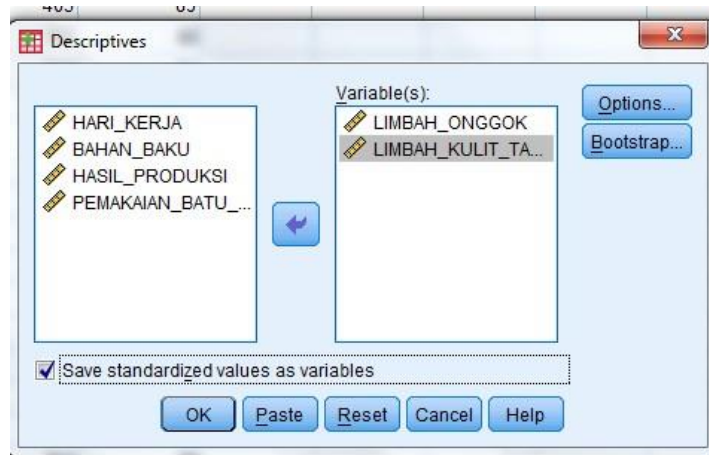 Descriptives
Variable(s):
HARI_KERJA
BAHAN_BAKU
HASIL_PRODUKSI
PEMAKAIAN_BATU_...
LIMBAH_ONGGOK
LIMBAH_KULIT_TA...
Options...
Bootstrap...
Save standardized values as variables
OK Paste Reset Cancel Help